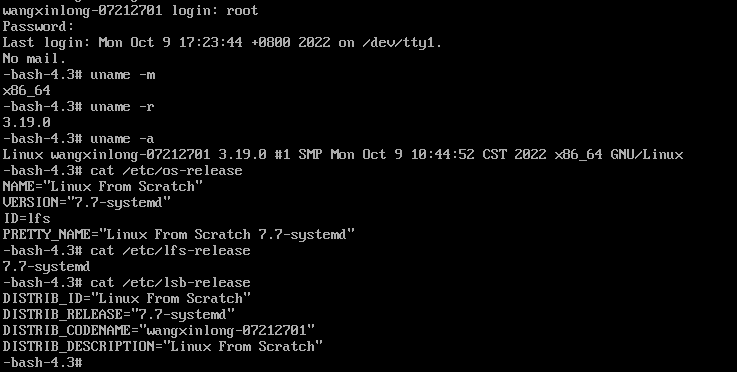 wangxinlong-07212701 login: root
Password:
Last login: Mon Oct 9 17:23:44 +0800 2022 on /dev/tty1.
No mail.
-bash-4.3# uname -m
x86_64
-bash-4.3# uname -r
3.19.0
-bash-4.3# uname -a
Linux wangxinlong-07212701 3.19.0 #1 SMP Mon Oct 9 10:44:52 CST 2022 x86_64 GNU/Linux
-bash-4.3# cat /etc/os-release
NAME="Linux From Scratch"
VERSION="7.7-systemd"
ID=lfs
PRETTY_NAME="Linux From Scratch 7.7-systemd"
-bash-4.3# cat /etc/lfs-release
7.7-systemd
-bash-4.3# cat /etc/lsb-release
DISTRIB_ID="Linux From Scratch"
DISTRIB_RELEASE="7.7-systemd"
DISTRIB_CODENAME="wangxinlong-07212701"
DISTRIB_DESCRIPTION="Linux From Scratch"
-bash-4.3#